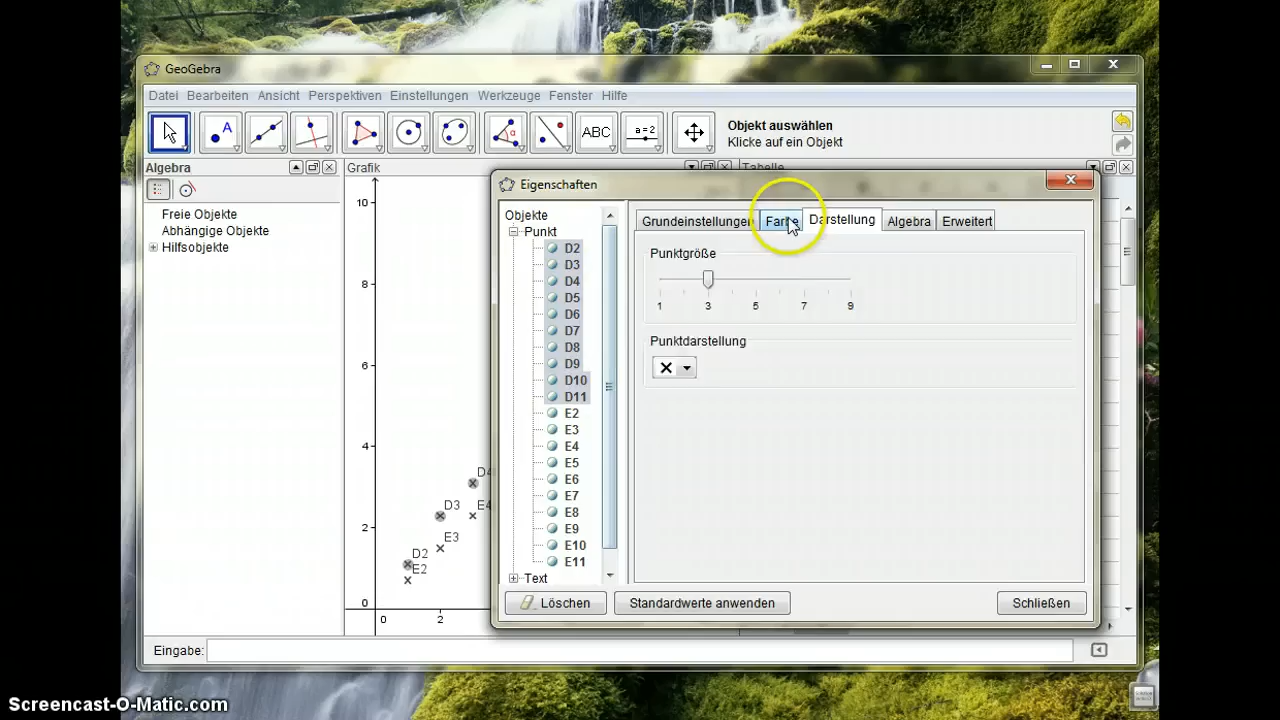 GeoGebra
Datei Bearbeiten Ansicht Perspektiven Einstellungen Werkzeuge Fenster Hilfe
A
α
ABC
a=2
Objekt auswählen
Klicke auf ein Objekt
Algebra
Grafik
Tabelle
Freie Objekte
Abhängige Objekte
Hilfsobjekte
10
8
6
4
2
0
0
2
D4
D3
E4
E3
D2
E2
Eigenschaften
Objekte
Punkt
D2
D3
D4
D5
D6
D7
D8
D9
D10
D11
E2
E3
E4
E5
E6
E7
E8
E9
E10
E11
Text
Grundeinstellungen Farbe Darstellung Algebra Erweitert
Punktgröße
1 3 5 7 9
Punktdarstellung
Löschen
Standardwerte anwenden
Schließen
Eingabe:
Screencast-O-Matic.com